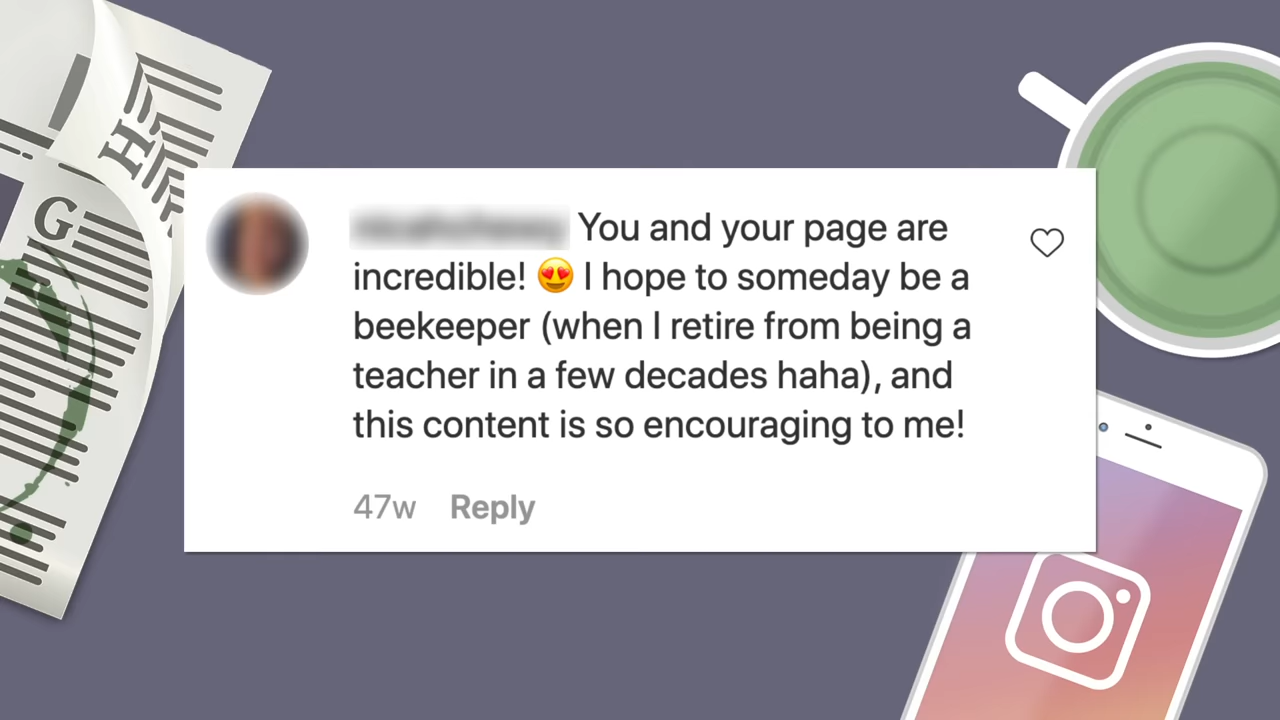 H
G
You and your page are
incredible! 😍 I hope to someday be a
beekeeper (when I retire from being a
teacher in a few decades haha), and
this content is so encouraging to me!
47w Reply